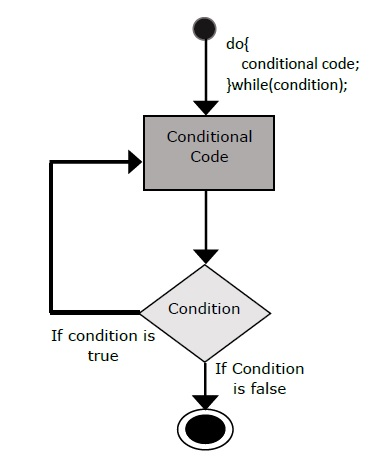 do{
conditional code;
}while(condition);
Conditional
Code
Condition
If condition is
true
If Condition
is false